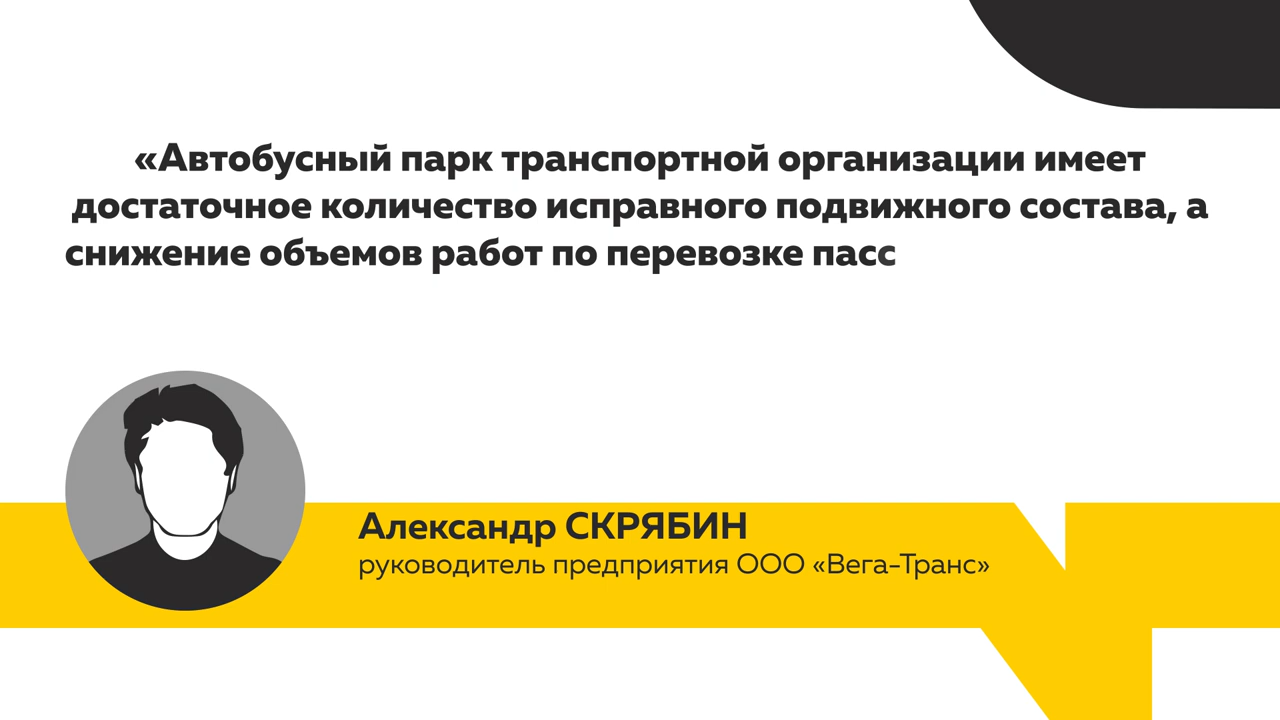 «Автобусный парк транспортной организации имеет
достаточное количество исправного подвижного состава, а
снижение объемов работ по перевозке пасс
Александр СКРЯБИН
руководитель предприятия ООО «Вега-Транс»